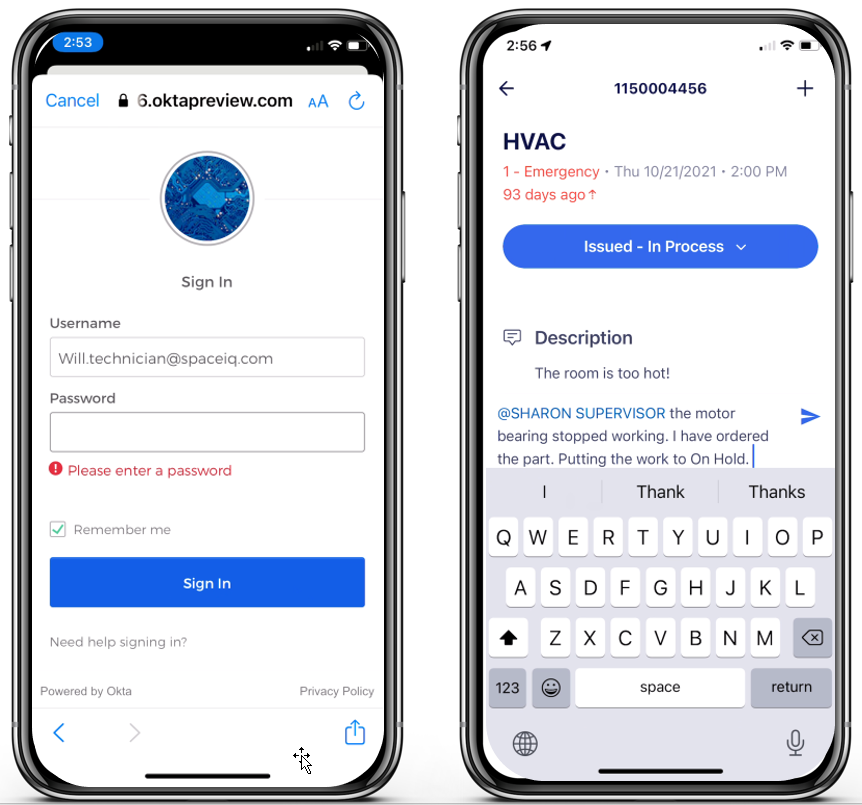 2:53
Cancel 6.oktapreview.com AA
Sign In
Username
Will.technician@spaceiq.com
Password
Please enter a password
Remember me
Sign In
Need help signing in?
Powered by Okta Privacy Policy
2:56
1150004456
HVAC
1 - Emergency • Thu 10/21/2021 • 2:00 PM
93 days ago↑
Issued - In Process
Description
The room is too hot!
@SHARON SUPERVISOR the motor
bearing stopped working. I have ordered
the part. Putting the work to On Hold.
I Thank Thanks
Q W E R T Y U I O P
A S D F G H J K L
Z X C V B N M
123 space return